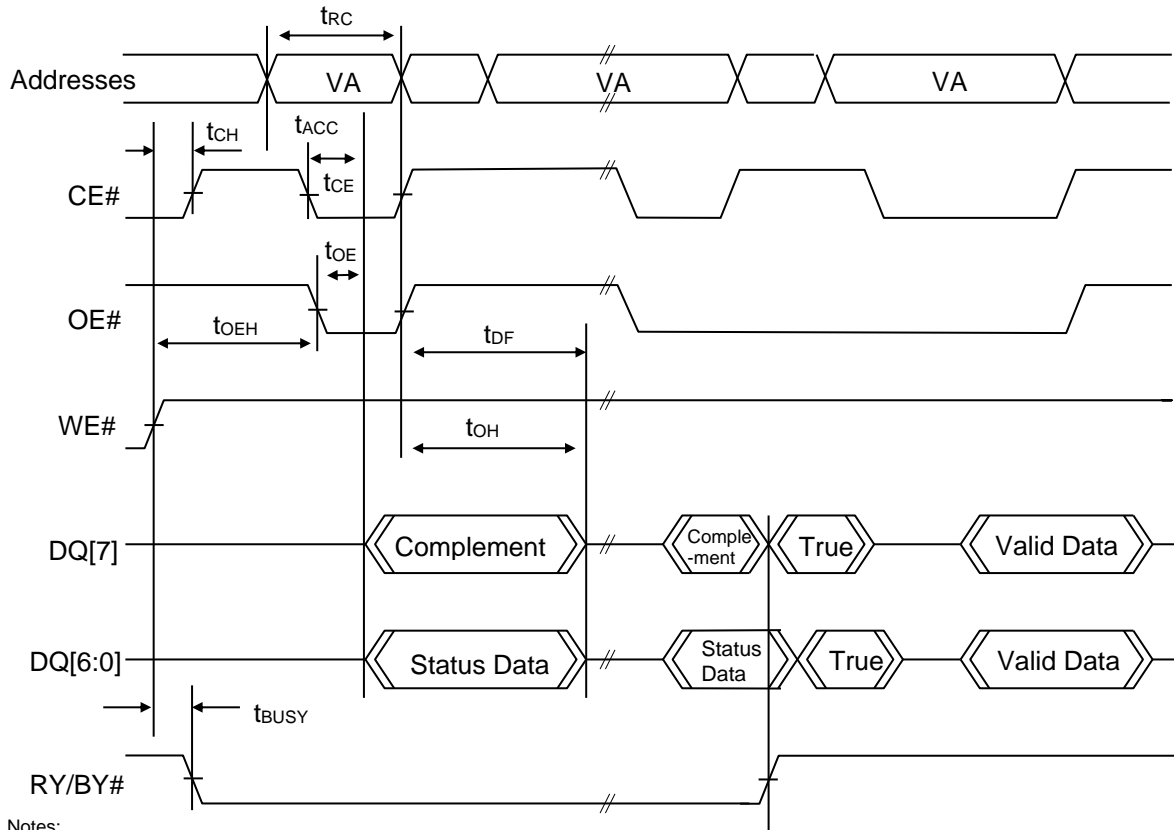 tRC
Addresses
VA
VA
VA
tCH
tACC
CE#
tCE
tOE
OE#
tOEH
tDF
WE#
tOH
DQ[7]
Complement
Comple
-ment
True
Valid Data
DQ[6:0]
Status Data
Status
Data
True
Valid Data
tBUSY
RY/BY#
Notes: